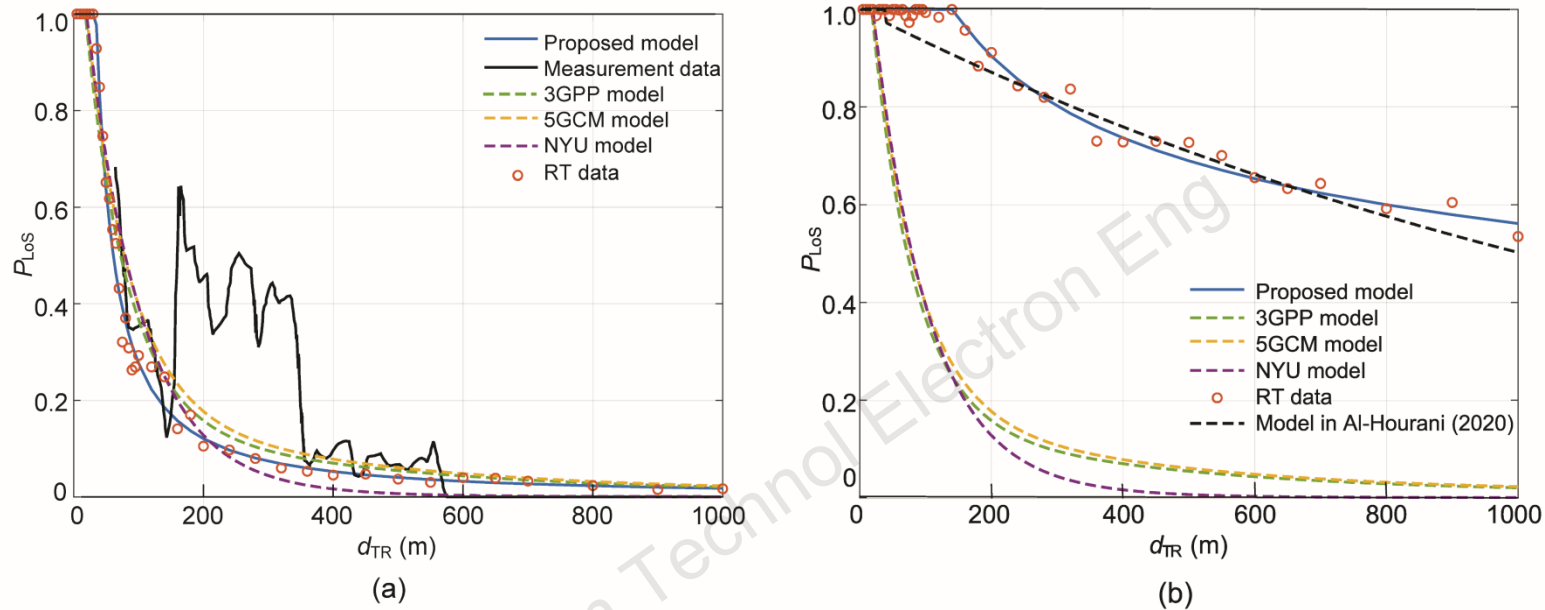 1.0
0.8
0.6
0.4
0.2
0
P_LoS
0
200
400
600
800
1000
d_TR (m)
Proposed model
Measurement data
3GPP model
5GCM model
NYU model
RT data
(a)
1.0
0.8
0.6
0.4
0.2
0
P_LoS
0
200
400
600
800
1000
d_TR (m)
Proposed model
3GPP model
5GCM model
NYU model
RT data
Model in Al-Hourani (2020)
(b)
Technol Electron Eng